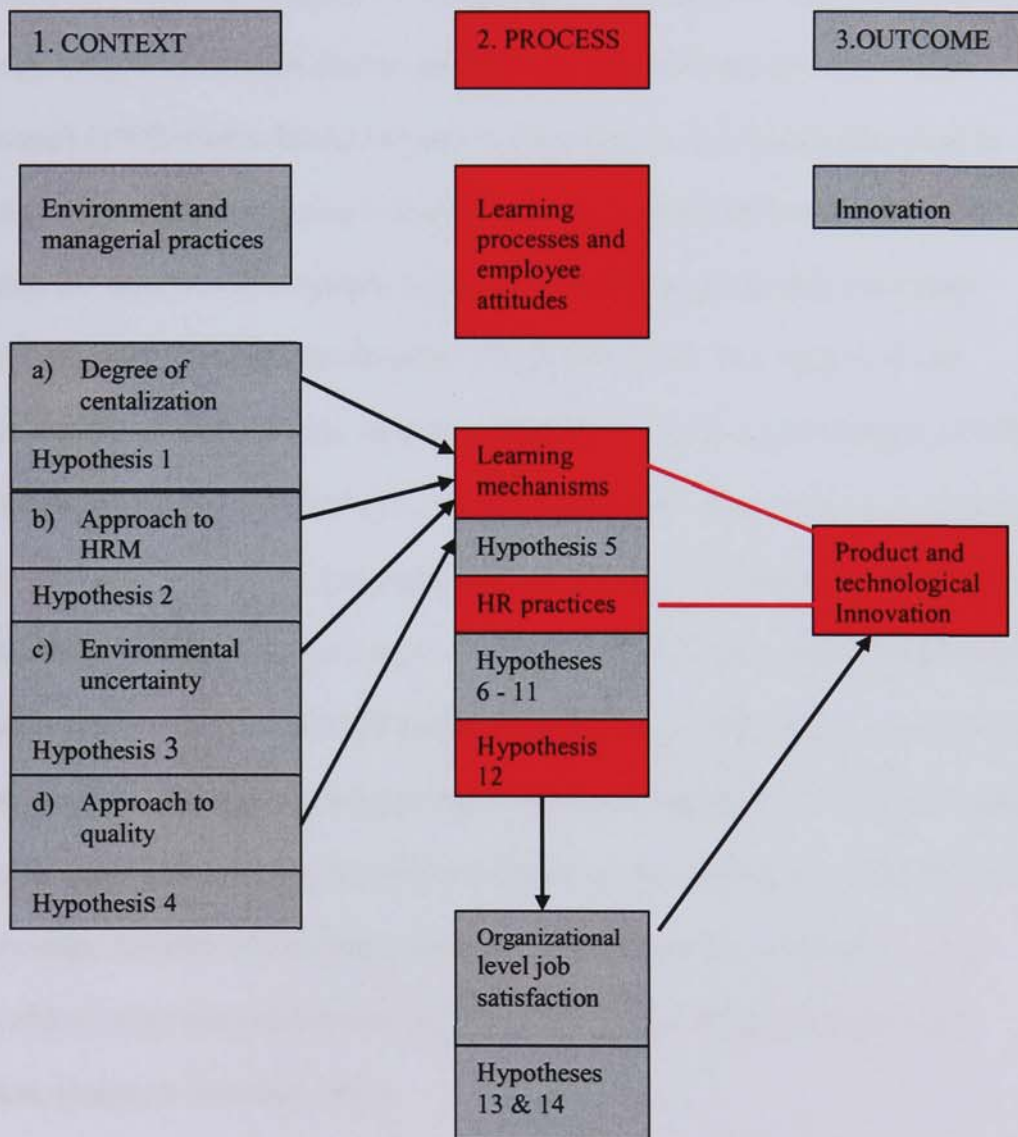 1. CONTEXT
2. PROCESS
3.OUTCOME
Environment and
managerial practices
Learning
processes and
employee
attitudes
Innovation
a) Degree of
centalization
Hypothesis 1
b) Approach to
HRM
Hypothesis 2
c) Environmental
uncertainty
Hypothesis 3
d) Approach to
quality
Hypothesis 4
Learning
mechanisms
Hypothesis 5
HR practices
Hypotheses
6 - 11
Hypothesis
12
Organizational
level job
satisfaction
Hypotheses
13 & 14
Product and
technological
Innovation